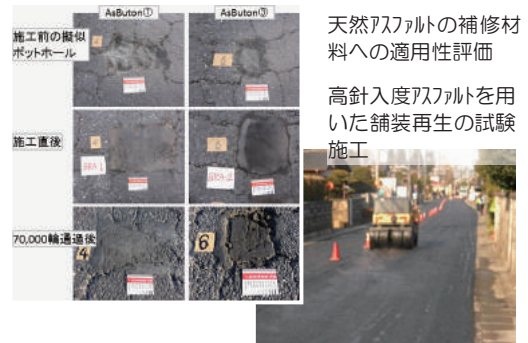 AsButon① AsButon③
施工前の擬似
ポットホール
施工直後
70,000輪通過後
4
6
天然ｱｽﾌｧﾙﾄの補修材
料への適用性評価
高針入度ｱｽﾌｧﾙﾄを用
いた舗装再生の試験
施工